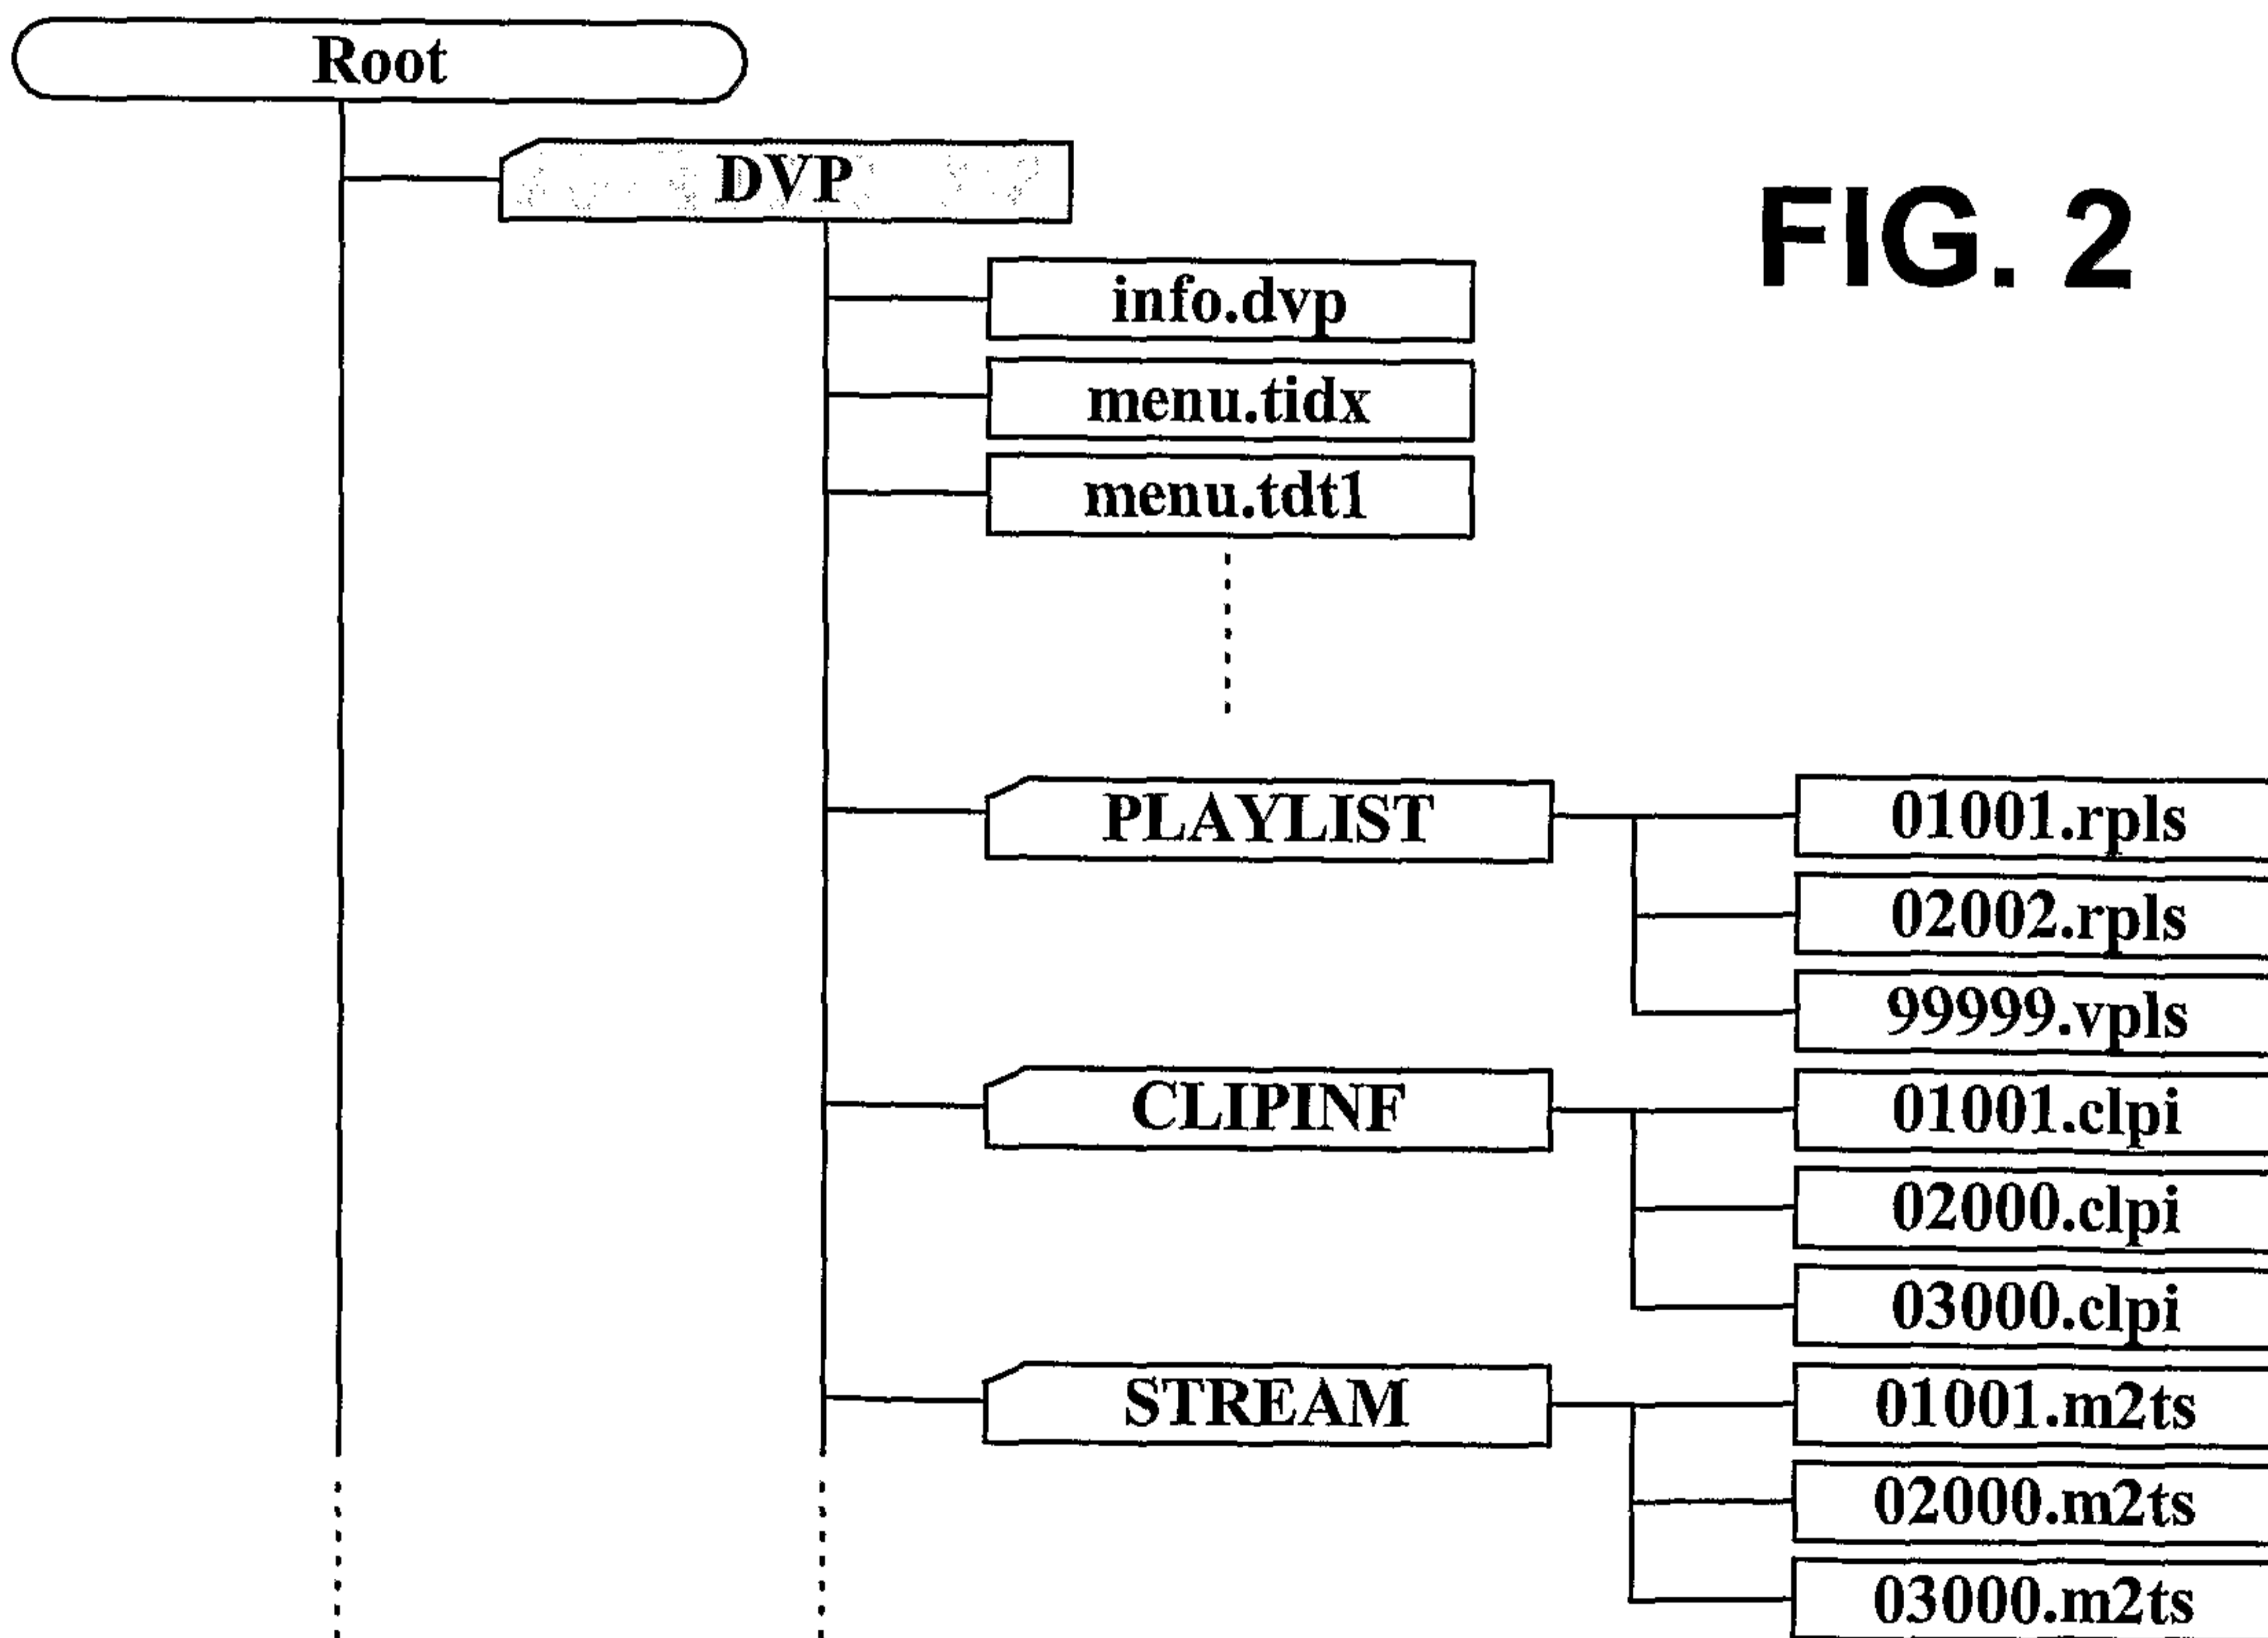 Root
DVP
FIG. 2
info.dvp
menu.tidx
menu.tdt1
PLAYLIST
01001.rpls
02002.rpls
99999.vpls
CLIPINF
01001.clpi
02000.clpi
03000.clpi
STREAM
01001.m2ts
02000.m2ts
03000.m2ts